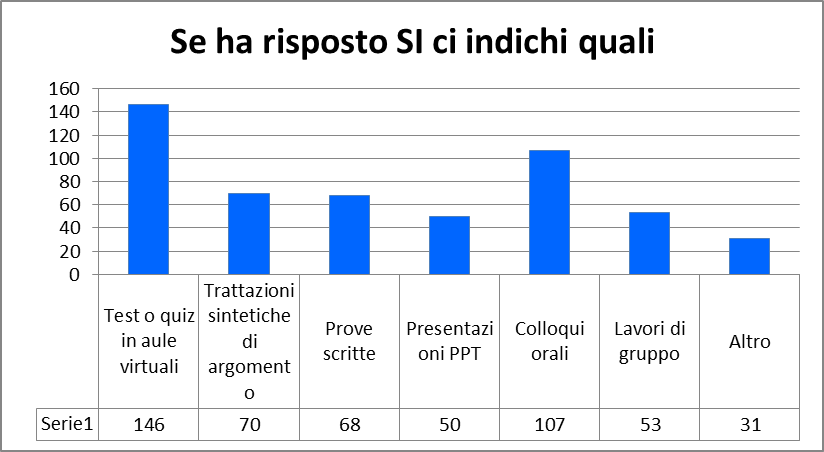 Se ha risposto SI ci indichi quali
160
140
120
100
80
60
40
20
0
Test o quiz
in aule
virtuali
Trattazioni
sintetiche
di
argoment
o
Prove
scritte
Presentazi
oni PPT
Colloqui
orali
Lavori di
gruppo
Altro
Serie1 146 70 68 50 107 53 31